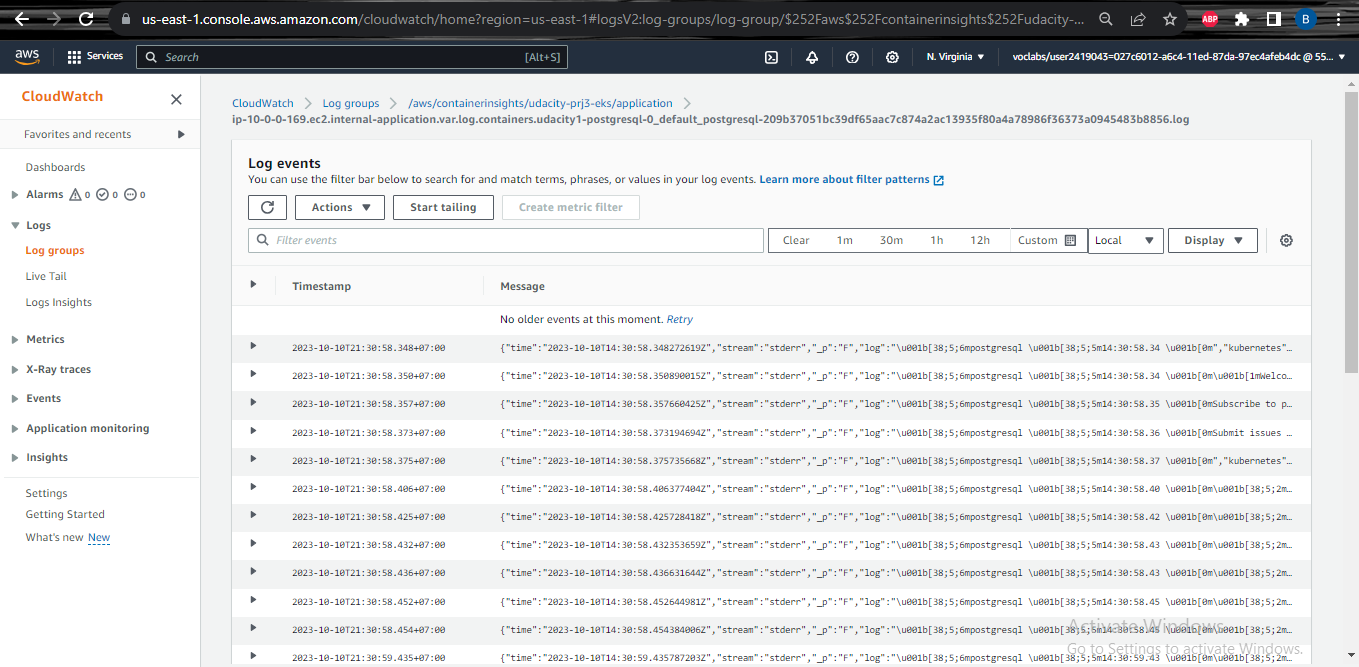 us-east-1.console.aws.amazon.com/cloudwatch/home?region=us-east-1#logsV2:log-groups/log-group/$252Faws$252Fcontainerinsights$252Fudacity-...
ABP
B
aws
Services
Search
[Alt+S]
N. Virginia
voclabs/user2419043=027c6012-a6c4-11ed-87da-97ec4afeb4dc @ 55...
CloudWatch
Favorites and recents
Dashboards
Alarms 0 0 0
Logs
Log groups
Live Tail
Logs Insights
Metrics
X-Ray traces
Events
Application monitoring
Insights
Settings
Getting Started
What's new New
CloudWatch Log groups /aws/containerinsights/udacity-prj3-eks/application
ip-10-0-0-169.ec2.internal-application.var.log.containers.udacity1-postgresql-0_default_postgresql-209b37051bc39df65aac7c874a2ac13935f80a4a78986f36373a0945483b8856.log
Log events
You can use the filter bar below to search for and match terms, phrases, or values in your log events. Learn more about filter patterns
Actions
Start tailing
Create metric filter
Filter events
Clear 1m 30m 1h 12h Custom
Local
Display
Timestamp Message
No older events at this moment. Retry
2023-10-10T21:30:58.348+07:00 {"time":"2023-10-10T14:30:58.348272619Z","stream":"stderr","_p":"F","log":"\u001b[38;5;6mpostgresql \u001b[38;5;5m14:30:58.34 \u001b[0m","kubernetes"…
2023-10-10T21:30:58.350+07:00 {"time":"2023-10-10T14:30:58.350890015Z","stream":"stderr","_p":"F","log":"\u001b[38;5;6mpostgresql \u001b[38;5;5m14:30:58.34 \u001b[0m\u001b[1mWelco…
2023-10-10T21:30:58.357+07:00 {"time":"2023-10-10T14:30:58.357660425Z","stream":"stderr","_p":"F","log":"\u001b[38;5;6mpostgresql \u001b[38;5;5m14:30:58.35 \u001b[0mSubscribe to p…
2023-10-10T21:30:58.373+07:00 {"time":"2023-10-10T14:30:58.373194694Z","stream":"stderr","_p":"F","log":"\u001b[38;5;6mpostgresql \u001b[38;5;5m14:30:58.36 \u001b[0mSubmit issues …
2023-10-10T21:30:58.375+07:00 {"time":"2023-10-10T14:30:58.375735668Z","stream":"stderr","_p":"F","log":"\u001b[38;5;6mpostgresql \u001b[38;5;5m14:30:58.37 \u001b[0m","kubernetes"…
2023-10-10T21:30:58.406+07:00 {"time":"2023-10-10T14:30:58.406377404Z","stream":"stderr","_p":"F","log":"\u001b[38;5;6mpostgresql \u001b[38;5;5m14:30:58.40 \u001b[0m\u001b[38;5;2m…
2023-10-10T21:30:58.425+07:00 {"time":"2023-10-10T14:30:58.425728418Z","stream":"stderr","_p":"F","log":"\u001b[38;5;6mpostgresql \u001b[38;5;5m14:30:58.42 \u001b[0m\u001b[38;5;2m…
2023-10-10T21:30:58.432+07:00 {"time":"2023-10-10T14:30:58.432353659Z","stream":"stderr","_p":"F","log":"\u001b[38;5;6mpostgresql \u001b[38;5;5m14:30:58.43 \u001b[0m\u001b[38;5;2m…
2023-10-10T21:30:58.436+07:00 {"time":"2023-10-10T14:30:58.436631644Z","stream":"stderr","_p":"F","log":"\u001b[38;5;6mpostgresql \u001b[38;5;5m14:30:58.43 \u001b[0m\u001b[38;5;2m…
2023-10-10T21:30:58.452+07:00 {"time":"2023-10-10T14:30:58.452644981Z","stream":"stderr","_p":"F","log":"\u001b[38;5;6mpostgresql \u001b[38;5;5m14:30:58.45 \u001b[0m\u001b[38;5;2m…
2023-10-10T21:30:58.454+07:00 {"time":"2023-10-10T14:30:58.454384006Z","stream":"stderr","_p":"F","log":"\u001b[38;5;6mpostgresql \u001b[38;5;5m14:30:58.45 \u001b[0m\u001b[38;5;2m…
2023-10-10T21:30:59.435+07:00 {"time":"2023-10-10T14:30:59.435787203Z","stream":"stderr","_p":"F","log":"\u001b[38;5;6mpostgresql \u001b[38;5;5m14:30:59.43 \u001b[0m\u001b[38;5;2m…
Activate Windows
Go to Settings to activate Windows.